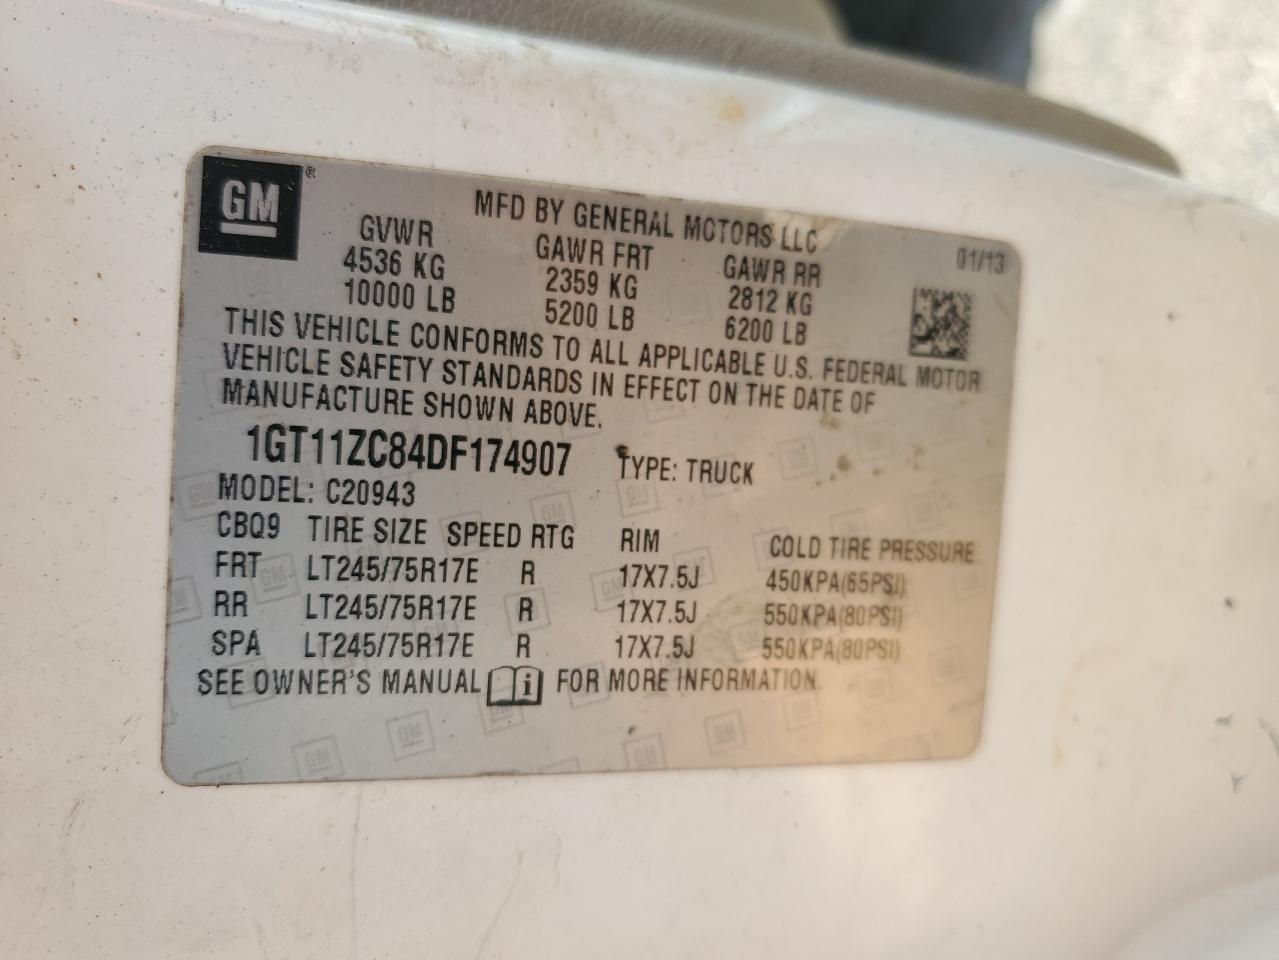 GM®
MFD BY GENERAL MOTORS LLC 01/13
GVWR GAWR FRT GAWR RR
4536 KG 2359 KG 2812 KG
10000 LB 5200 LB 6200 LB
THIS VEHICLE CONFORMS TO ALL APPLICABLE U.S. FEDERAL MOTOR
VEHICLE SAFETY STANDARDS IN EFFECT ON THE DATE OF
MANUFACTURE SHOWN ABOVE.
1GT11ZC84DF174907 TYPE: TRUCK
MODEL: C20943
CBQ9 TIRE SIZE SPEED RTG RIM COLD TIRE PRESSURE
FRT LT245/75R17E R 17X7.5J 450KPA(65PSI)
RR LT245/75R17E R 17X7.5J 550KPA(80PSI)
SPA LT245/75R17E R 17X7.5J 550KPA(80PSI)
SEE OWNER'S MANUAL i FOR MORE INFORMATION.